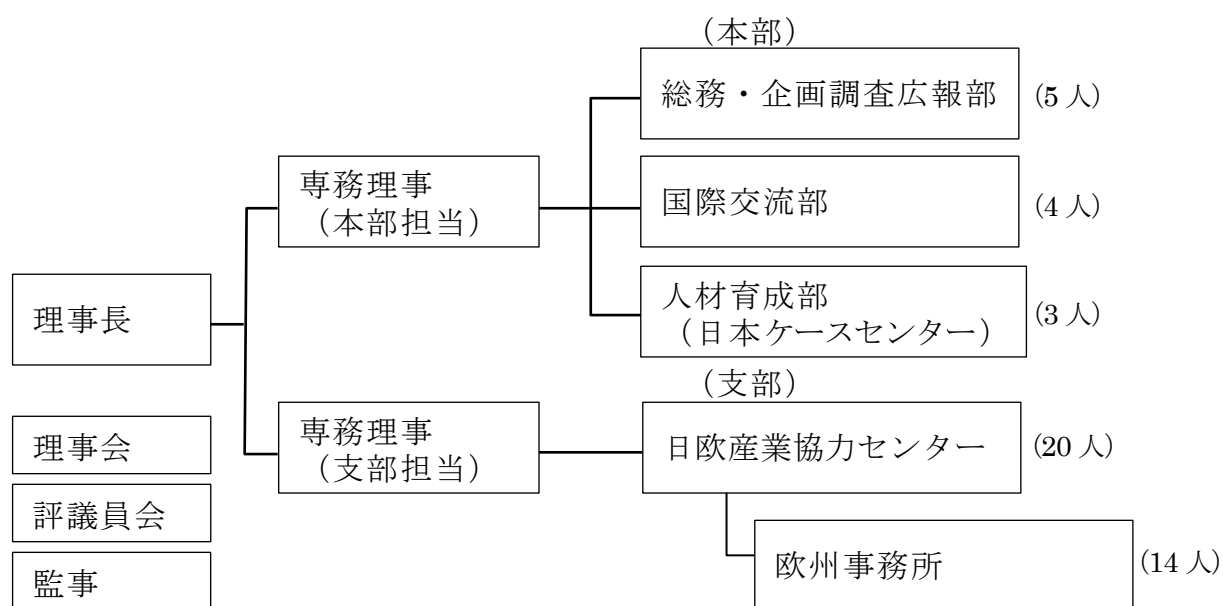 （本部）
総務・企画調査広報部 (5 人)
専務理事
（本部担当）
国際交流部 (4 人)
理事長
人材育成部 (3 人)
（日本ケースセンター）
（支部）
専務理事
（支部担当）
日欧産業協力センター (20 人)
理事会
評議員会
監事
欧州事務所 (14 人)